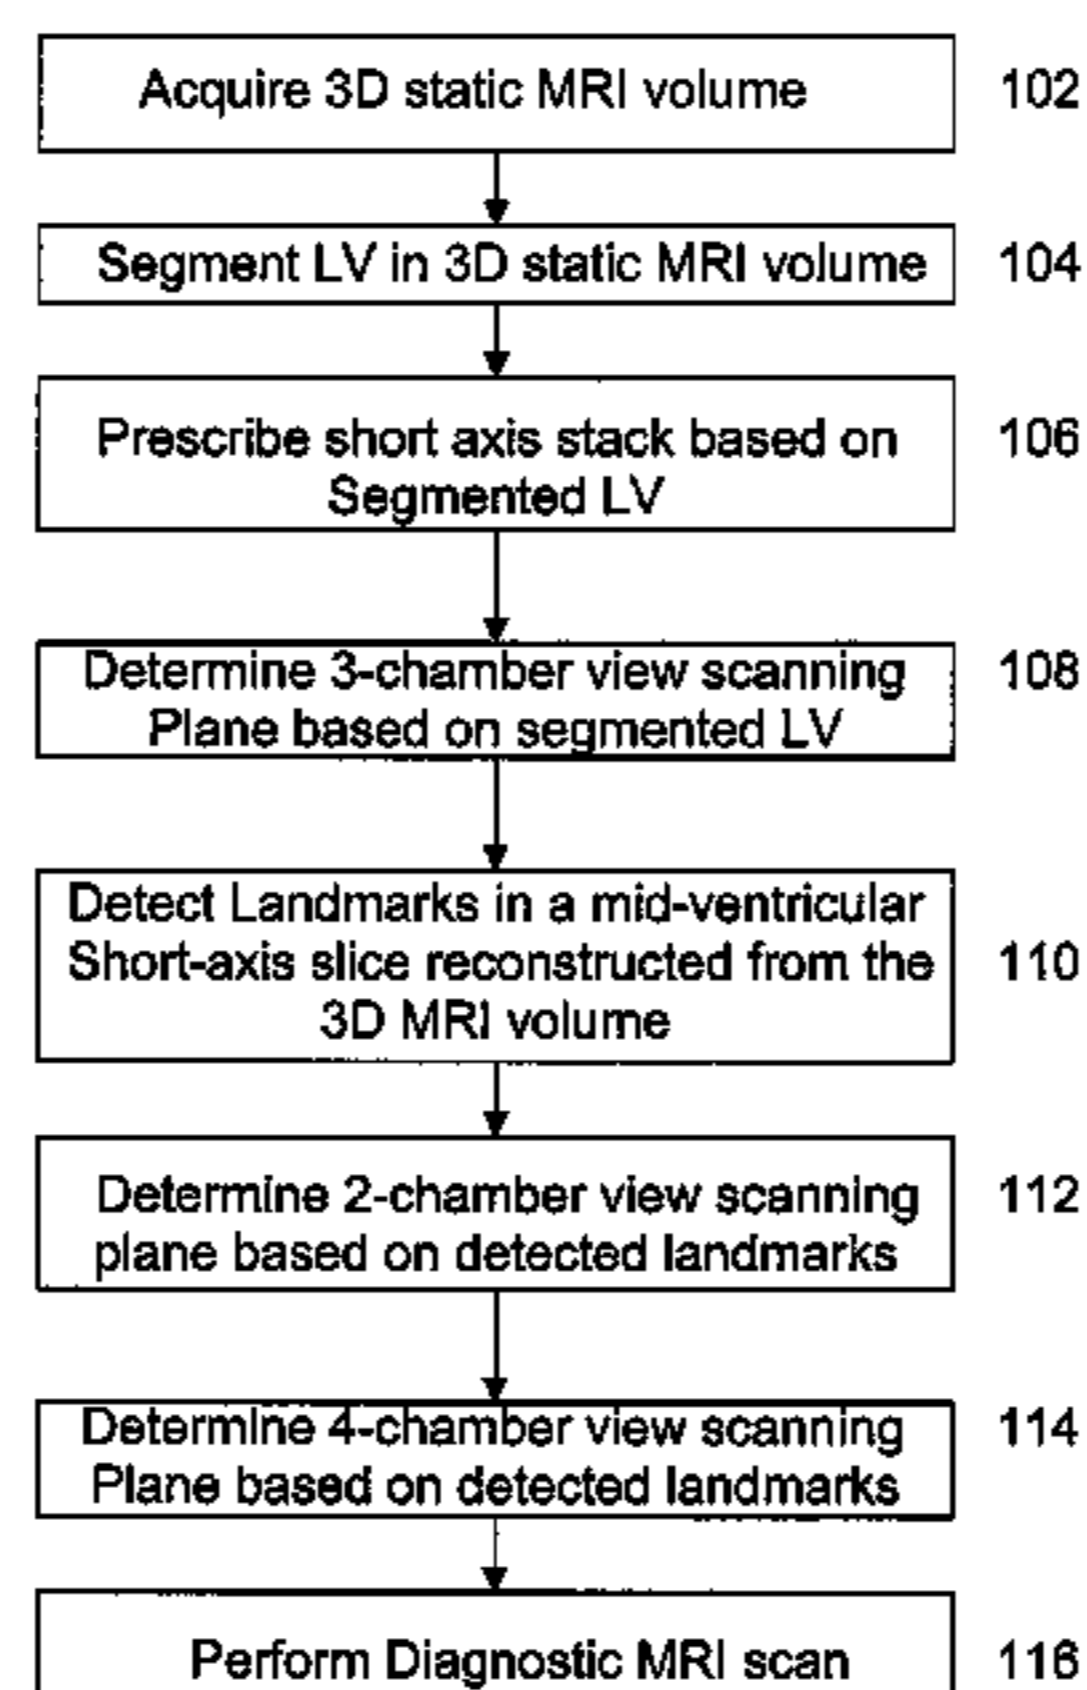 Acquire 3D static MRI volume 102
Segment LV in 3D static MRI volume 104
Prescribe short axis stack based on 106
Segmented LV
Determine 3-chamber view scanning 108
Plane based on segmented LV
Detect Landmarks in a mid-ventricular
Short-axis slice reconstructed from the 110
3D MRI volume
Determine 2-chamber view scanning 112
plane based on detected landmarks
Determine 4-chamber view scanning 114
Plane based on detected landmarks
Perform Diagnostic MRI scan 116